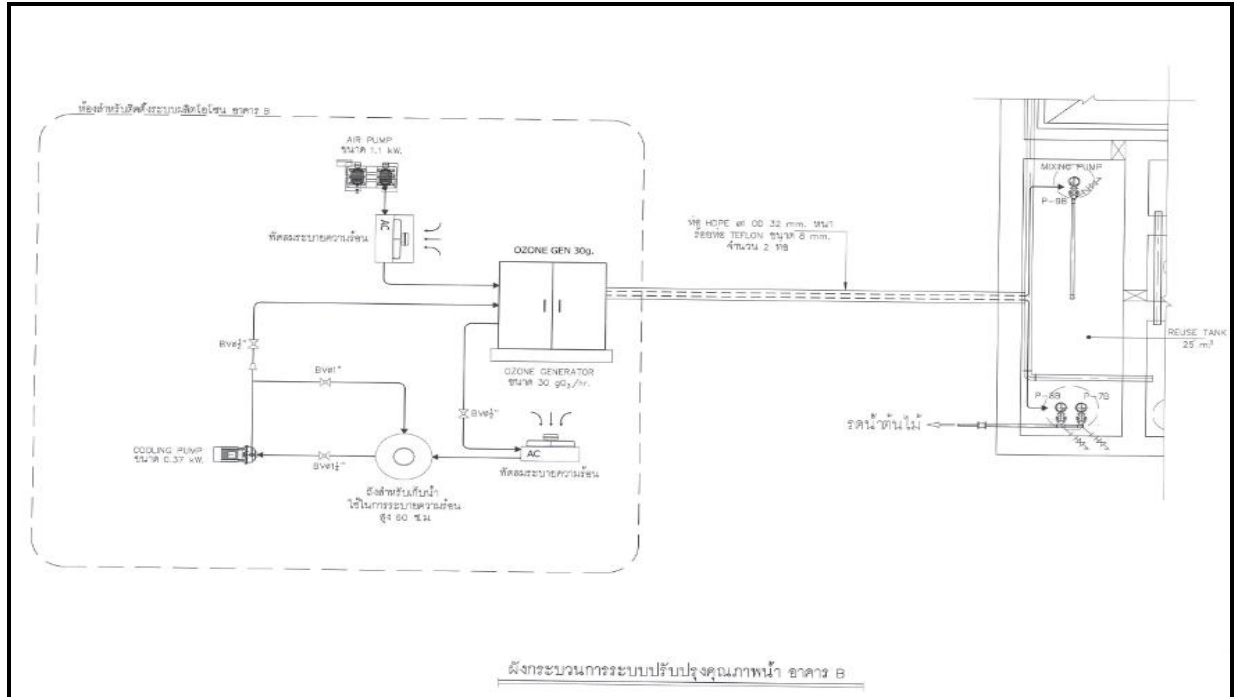 ห้องสำหรับติดตั้งระบบผลิตโอโซน อาคาร B
AIR PUMP
ขนาด 1.1 kW.
AC
พัดลมระบายความร้อน
OZONE GEN 30g.
OZONE GENERATOR
ขนาด 30 gO₃/hr.
BVø½"
BVø1"
BVø½"
COOLING PUMP
ขนาด 0.37 kW.
BVø1½"
ถังสำหรับเก็บน้ำ
ใช้ในการระบายความร้อน
สูง 60 ซ.ม.
AC
พัดลมระบายความร้อน
ท่อ HDPE OD 32 mm. หนา
ร้อยท่อ TEFLON ขนาด 8 mm.
จำนวน 2 ท่อ
MIXING PUMP
P-9B
REUSE TANK
25 m.³
P-8B
P-7B
รดน้ำต้นไม้
ผังกระบวนการระบบปรับปรุงคุณภาพน้ำ อาคาร B